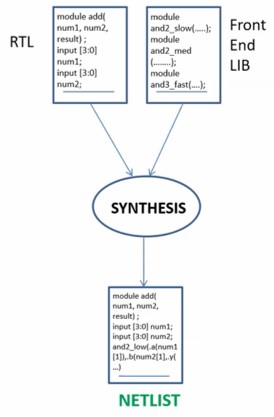 RTL
module add(
num1, num2,
result) ;
input [3:0]
num1;
input [3:0]
num2;
module
and2_slow(.....);
module
and2_med
(........);
module
and3_fast(....);
Front
End
LIB
SYNTHESIS
module add(
num1, num2,
result) ;
input [3:0] num1;
input [3:0] num2;
and2_low(.a(num1
[1]),.b(num2[1],.y(
...)
NETLIST